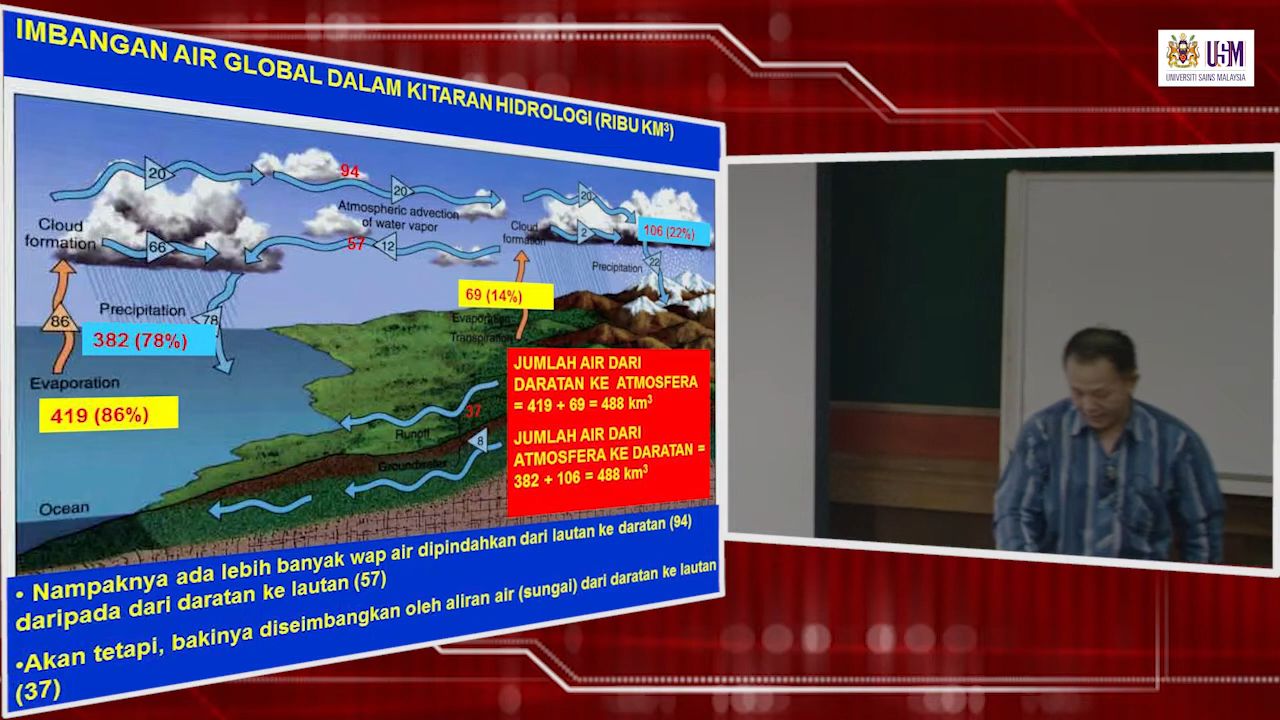 IMBANGAN AIR GLOBAL DALAM KITARAN HIDROLOGI (RIBU KM³)
USM
UNIVERSITI SAINS MALAYSIA
20
94
20
20
Atmospheric advection
of water vapor
Cloud
formation
66
57
12
Cloud
formation
2
106 (22%)
Precipitation
22
86
Precipitation
78
382 (78%)
69 (14%)
Evaporation
Transpiration
Evaporation
419 (86%)
37
Runoff
8
Groundwater
Ocean
JUMLAH AIR DARI
DARATAN KE ATMOSFERA
= 419 + 69 = 488 km³
JUMLAH AIR DARI
ATMOSFERA KE DARATAN =
382 + 106 = 488 km³
• Nampaknya ada lebih banyak wap air dipindahkan dari lautan ke daratan (94)
daripada dari daratan ke lautan (57)
•Akan tetapi, bakinya diseimbangkan oleh aliran air (sungai) dari daratan ke lautan
(37)